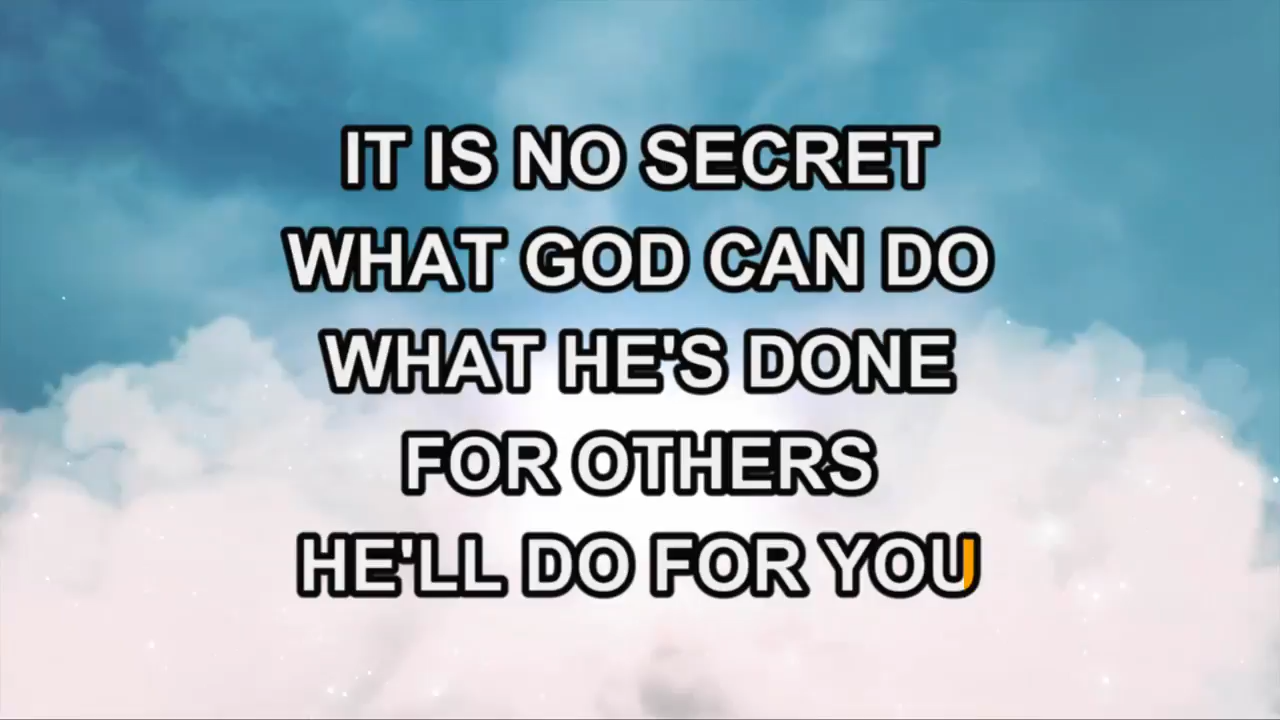 IT IS NO SECRET
WHAT GOD CAN DO
WHAT HE'S DONE
FOR OTHERS
HE'LL DO FOR YOU